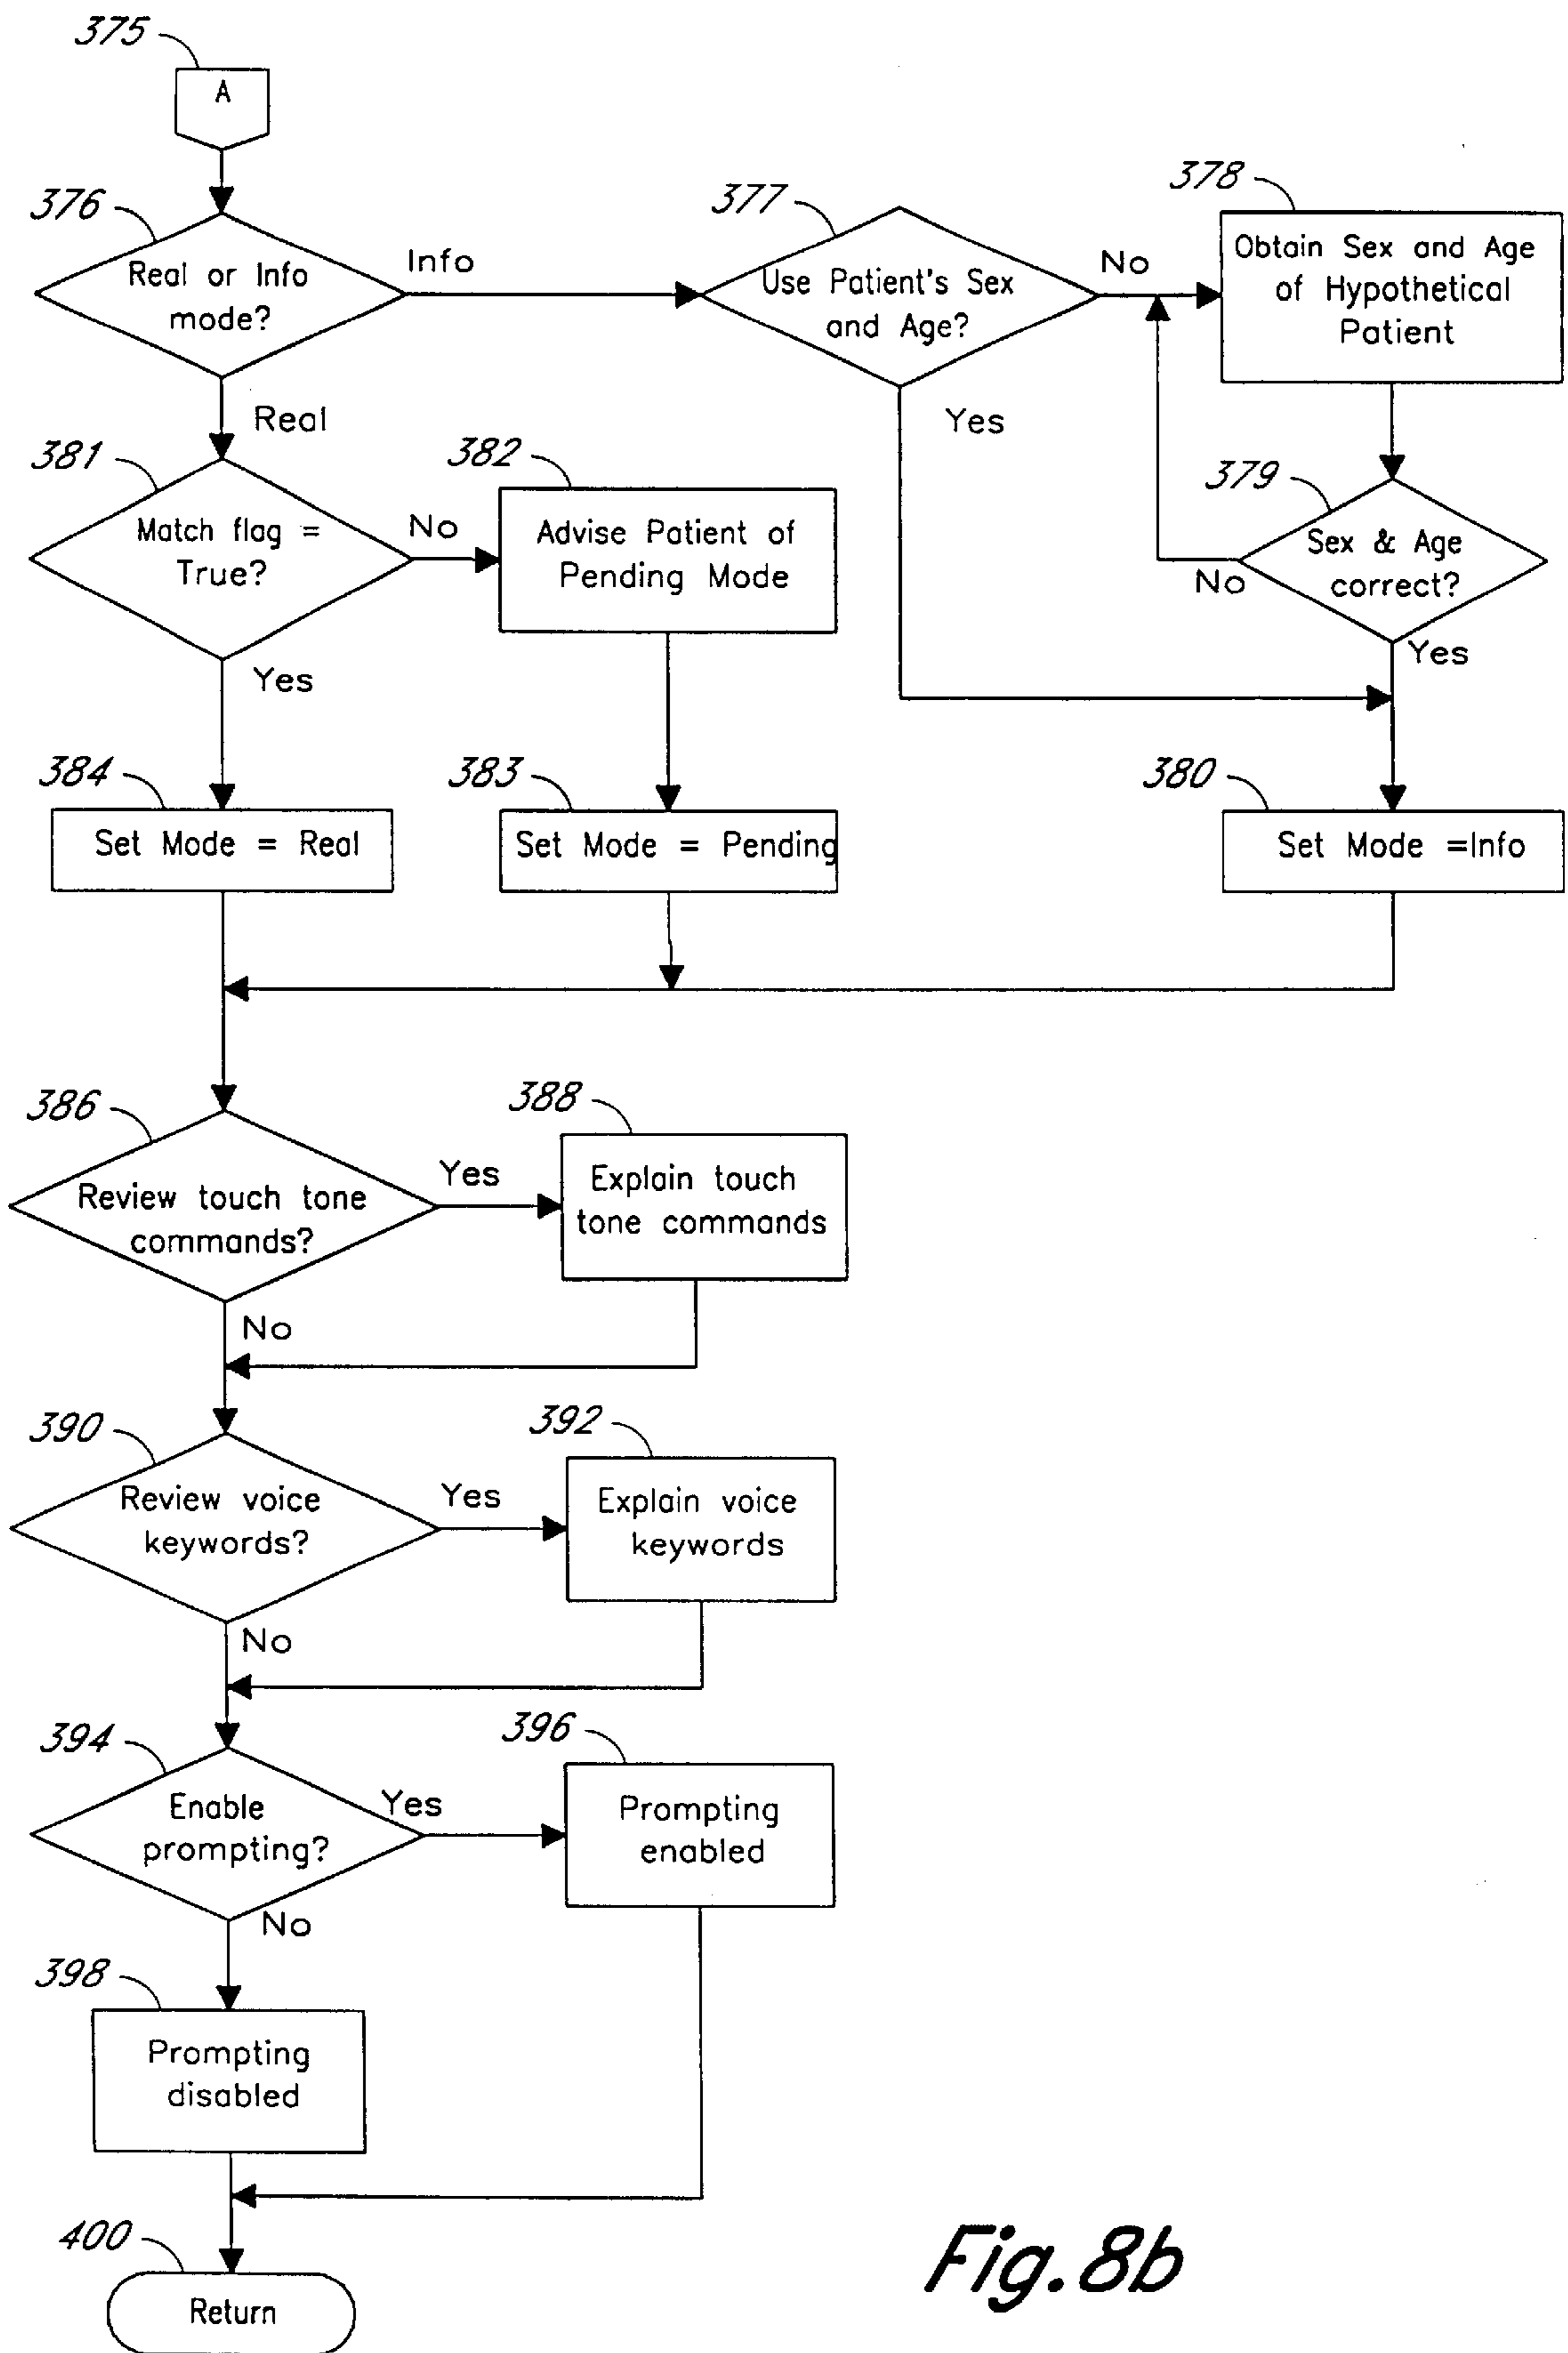 375
A
376
Real or Info
mode?
Info
377
Use Patient's Sex
and Age?
No
378
Obtain Sex and Age
of Hypothetical
Patient
Real
Yes
379
Sex & Age
correct?
No
Yes
381
Match flag =
True?
No
382
Advise Patient of
Pending Mode
Yes
384
Set Mode = Real
383
Set Mode = Pending
380
Set Mode =Info
386
Review touch tone
commands?
Yes
388
Explain touch
tone commands
No
390
Review voice
keywords?
Yes
392
Explain voice
keywords
No
394
Enable
prompting?
Yes
396
Prompting
enabled
No
398
Prompting
disabled
400
Return
Fig.8b